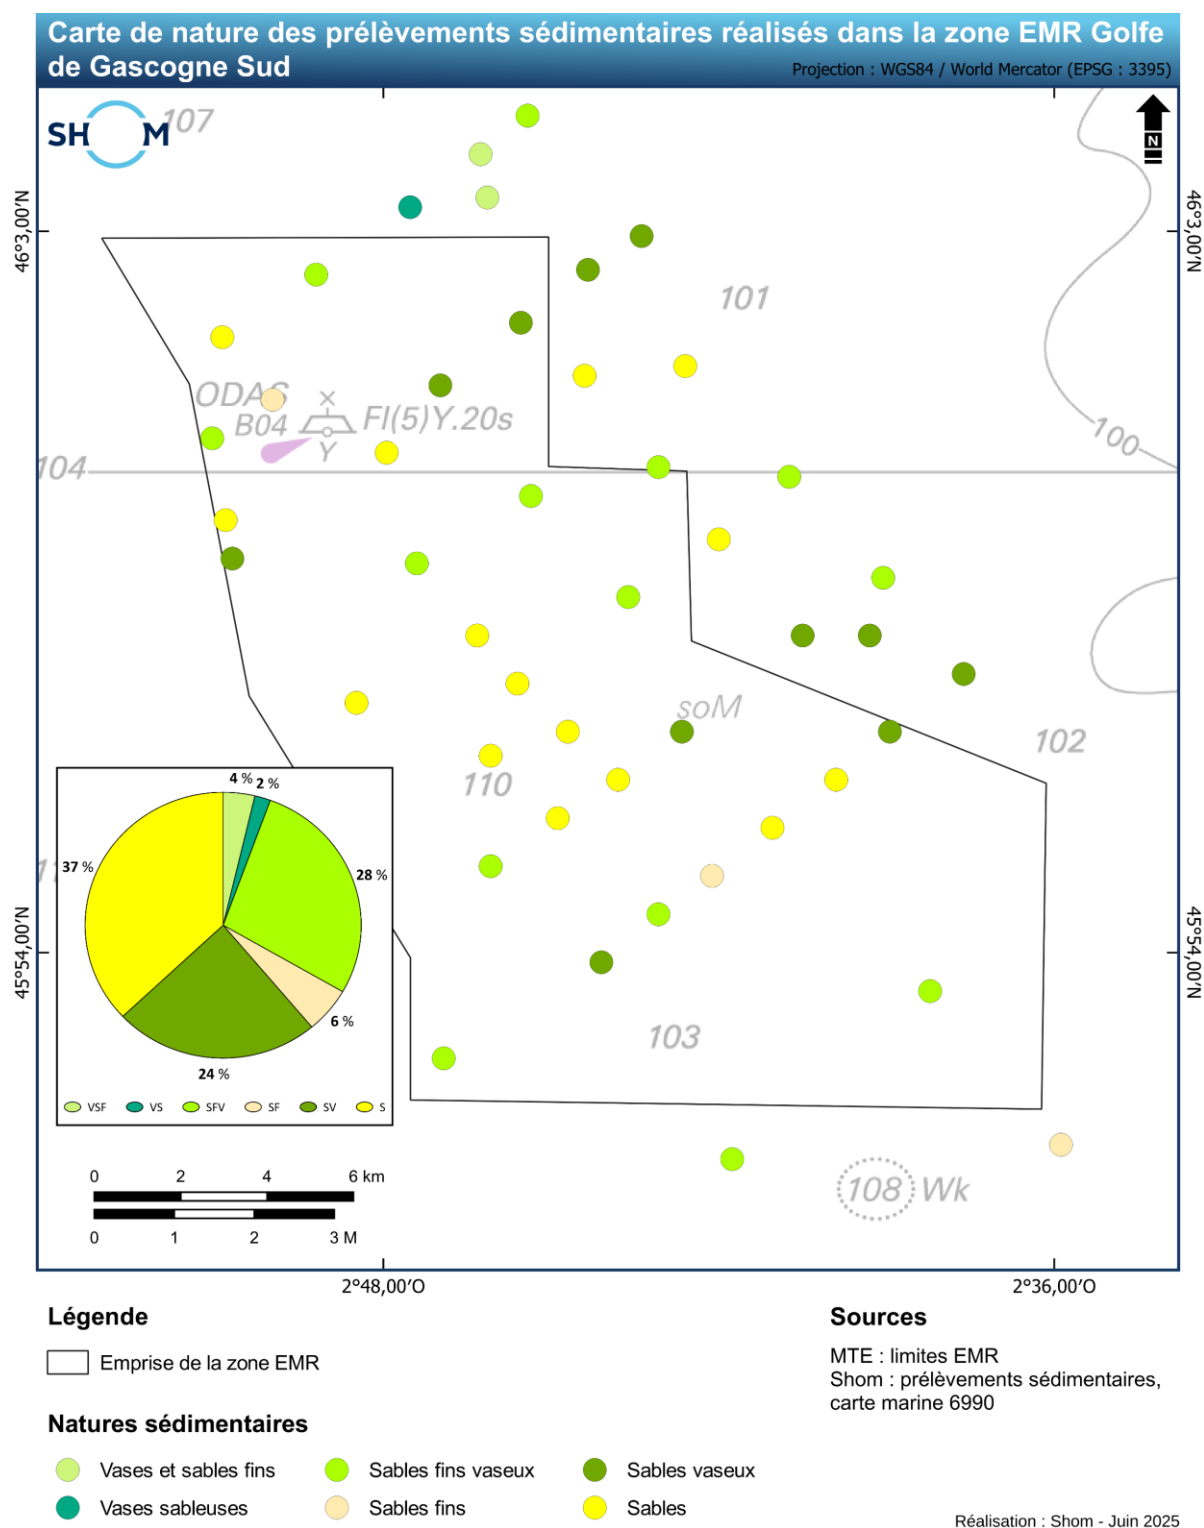 Carte de nature des prélèvements sédimentaires réalisés dans la zone EMR Golfe
de Gascogne Sud
Projection : WGS84 / World Mercator (EPSG : 3395)
SHOM
107
N
46°3,00'N
46°3,00'N
101
ODAS
B04
Fl(5)Y.20s
Y
104
100
soM
102
110
4 %
2 %
37 %
28 %
6 %
24 %
VSF
VS
SFV
SF
SV
S
45°54,00'N
45°54,00'N
103
108 Wk
0 2 4 6 km
0 1 2 3 M
2°48,00'O
2°36,00'O
Légende
Emprise de la zone EMR
Sources
MTE : limites EMR
Shom : prélèvements sédimentaires,
carte marine 6990
Natures sédimentaires
Vases et sables fins
Sables fins vaseux
Sables vaseux
Vases sableuses
Sables fins
Sables
Réalisation : Shom - Juin 2025